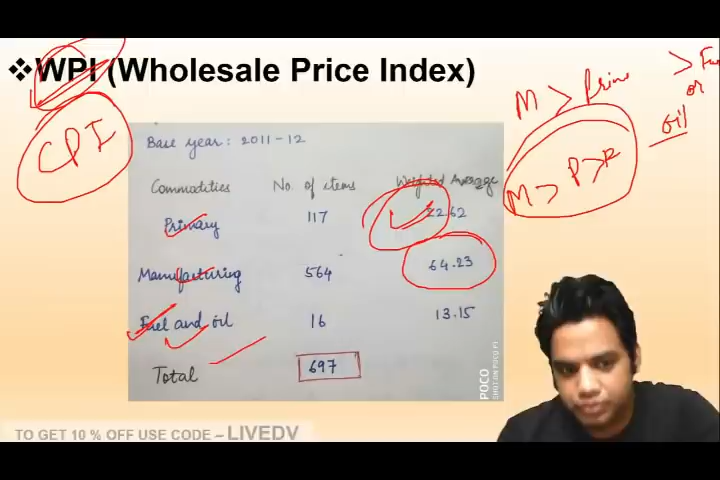 ❖WPI (Wholesale Price Index)
CPI
M > Prim > Fu
or
oil
M > P > F
Base year: 2011-12
Commodities No. of items Weighted Average
Primary 117 22.62
Manufacturing 564 64.23
Fuel and oil 16 13.15
Total 697
POCO
SHOT ON POCO F1
TO GET 10 % OFF USE CODE – LIVEDV